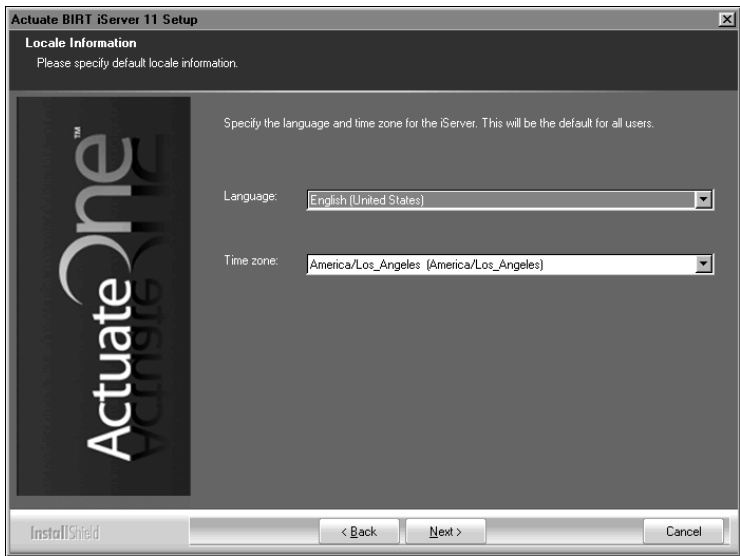 Actuate BIRT iServer 11 Setup
Locale Information
Please specify default locale information.
Specify the language and time zone for the iServer. This will be the default for all users.
Language:
English (United States)
Time zone:
America/Los_Angeles (America/Los_Angeles)
ActuateOne™
InstallShield
< Back
Next >
Cancel